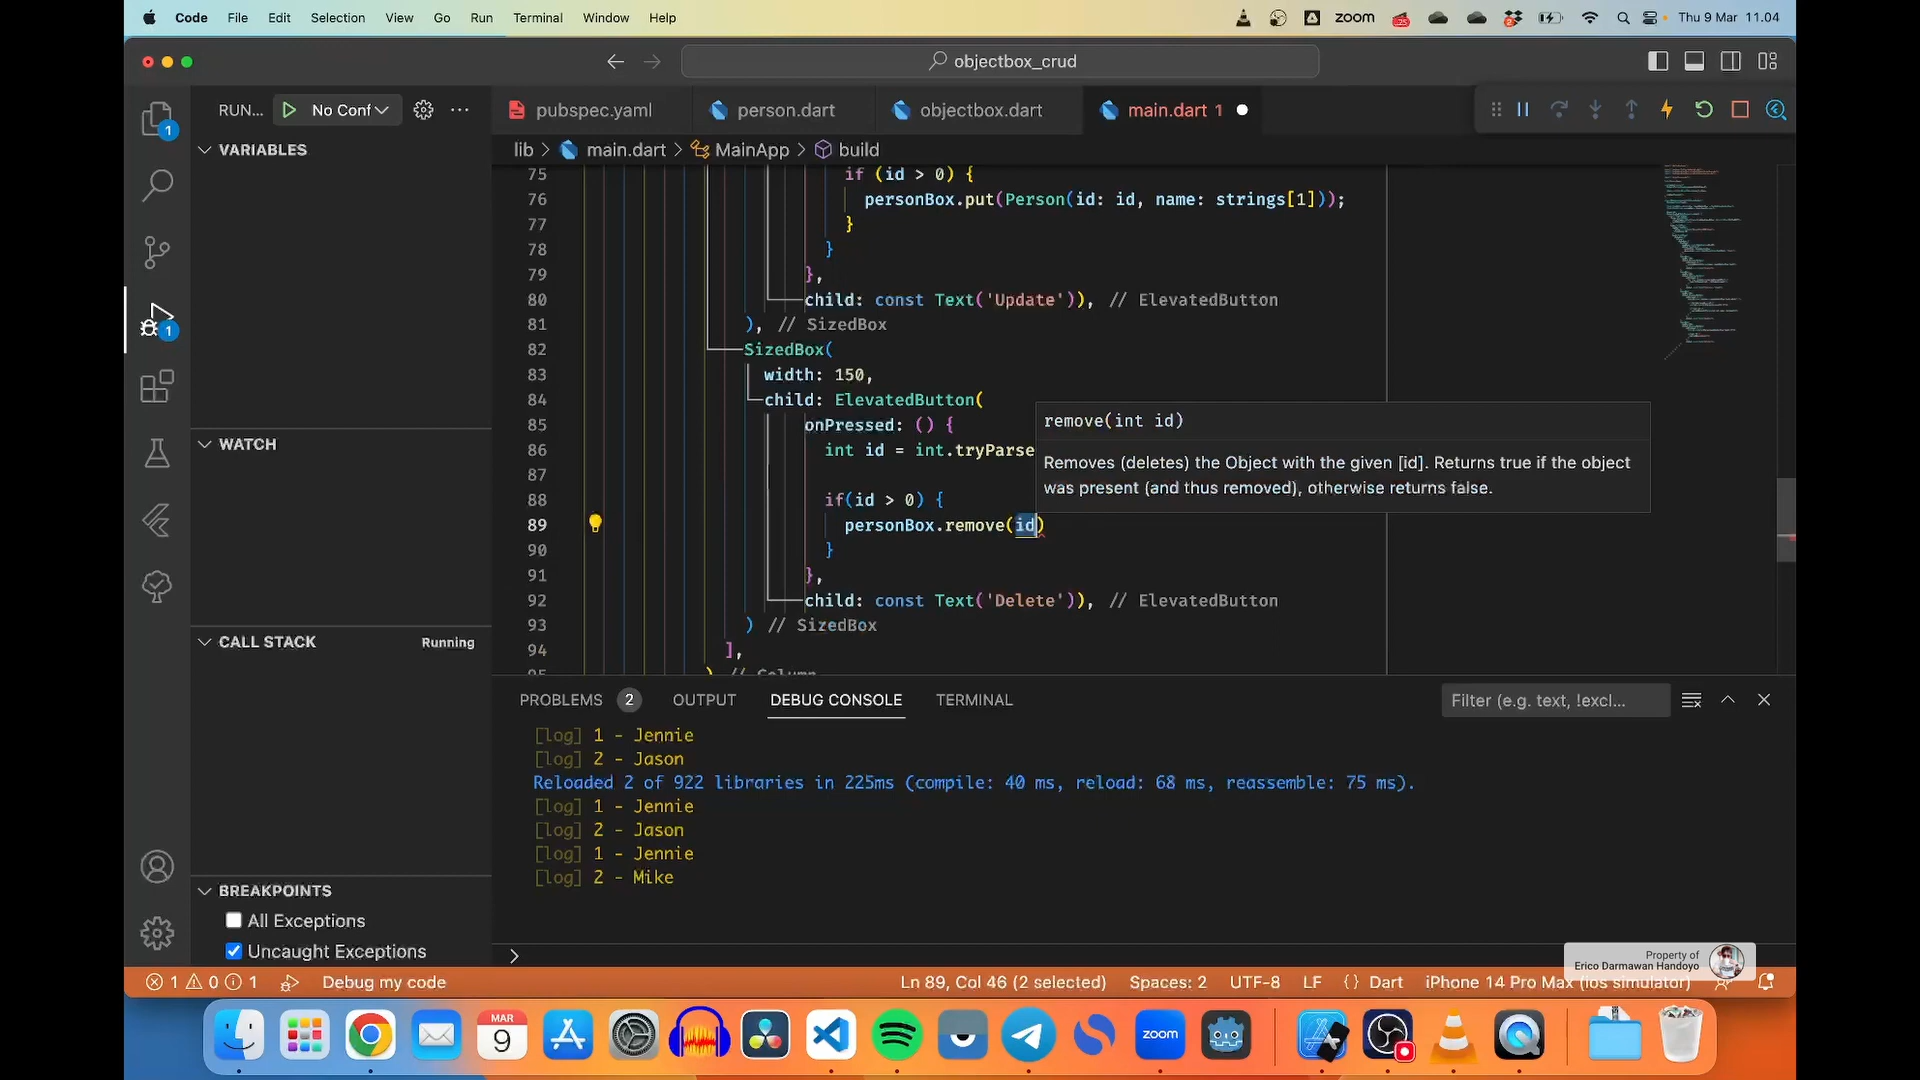 Code File Edit Selection View Go Run Terminal Window Help zoom Thu 9 Mar 11.04
objectbox_crud
RUN... No Conf
pubspec.yaml person.dart objectbox.dart main.dart 1
lib > main.dart > MainApp > build
VARIABLES
WATCH
CALL STACK Running
BREAKPOINTS
All Exceptions
Uncaught Exceptions
75 if (id > 0) {
76 personBox.put(Person(id: id, name: strings[1]));
77 }
78 }
79 },
80 child: const Text('Update')), // ElevatedButton
81 ), // SizedBox
82 SizedBox(
83 width: 150,
84 child: ElevatedButton(
85 onPressed: () {
86 int id = int.tryParse
87
88 if(id > 0) {
89 personBox.remove(id)
90 }
91 },
92 child: const Text('Delete')), // ElevatedButton
93 ) // SizedBox
94 ],
95 ) // Column
remove(int id)
Removes (deletes) the Object with the given [id]. Returns true if the object
was present (and thus removed), otherwise returns false.
PROBLEMS 2 OUTPUT DEBUG CONSOLE TERMINAL Filter (e.g. text, !excl...
[log] 1 - Jennie
[log] 2 - Jason
Reloaded 2 of 922 libraries in 225ms (compile: 40 ms, reload: 68 ms, reassemble: 75 ms).
[log] 1 - Jennie
[log] 2 - Jason
[log] 1 - Jennie
[log] 2 - Mike
>
Property of
Erico Darmawan Handoyo
1 0 1 Debug my code Ln 89, Col 46 (2 selected) Spaces: 2 UTF-8 LF {} Dart iPhone 14 Pro Max (ios simulator)
MAR
9
zoom